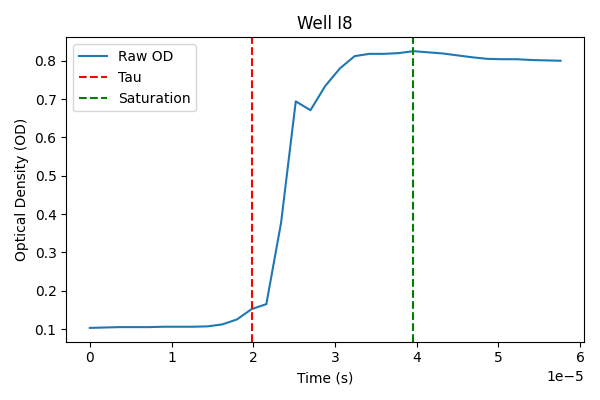 Well I8
Raw OD
Tau
Saturation
Optical Density (OD)
0.8
0.7
0.6
0.5
0.4
0.3
0.2
0.1
0 1 2 3 4 5 6
1e−5
Time (s)